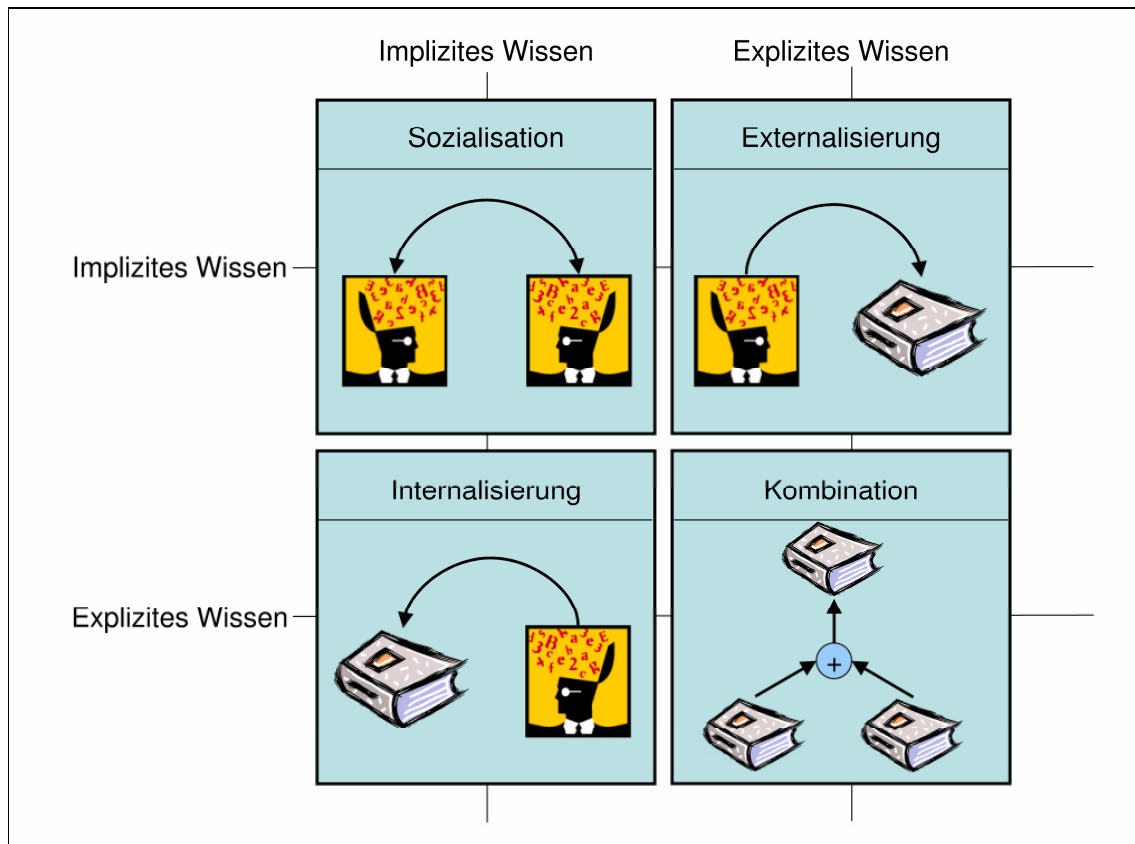 Implizites Wissen
Explizites Wissen
Sozialisation
Externalisierung
Implizites Wissen
Internalisierung
Kombination
Explizites Wissen
+